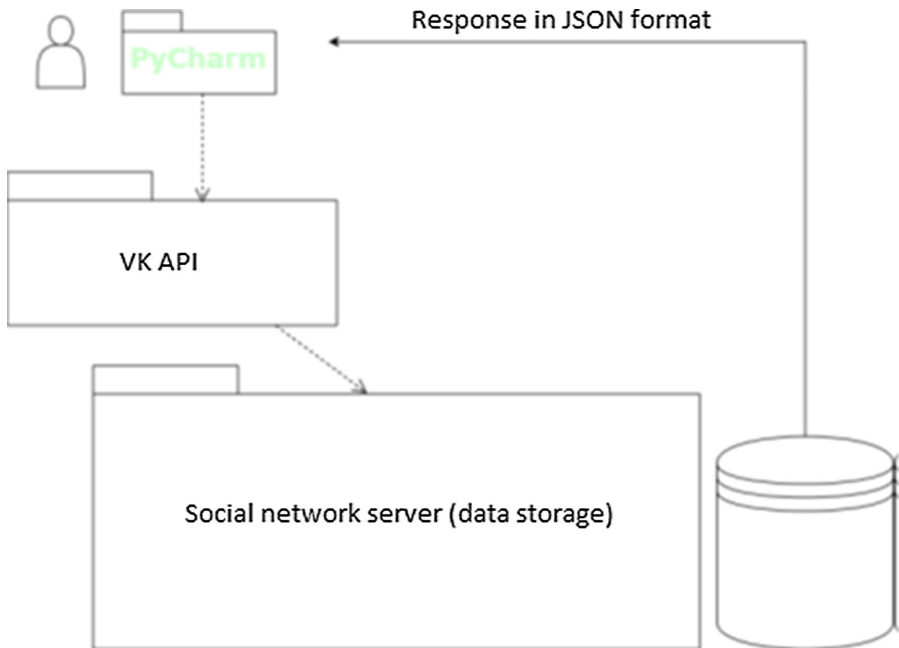 Response in JSON format
PyCharm
VK API
Social network server (data storage)